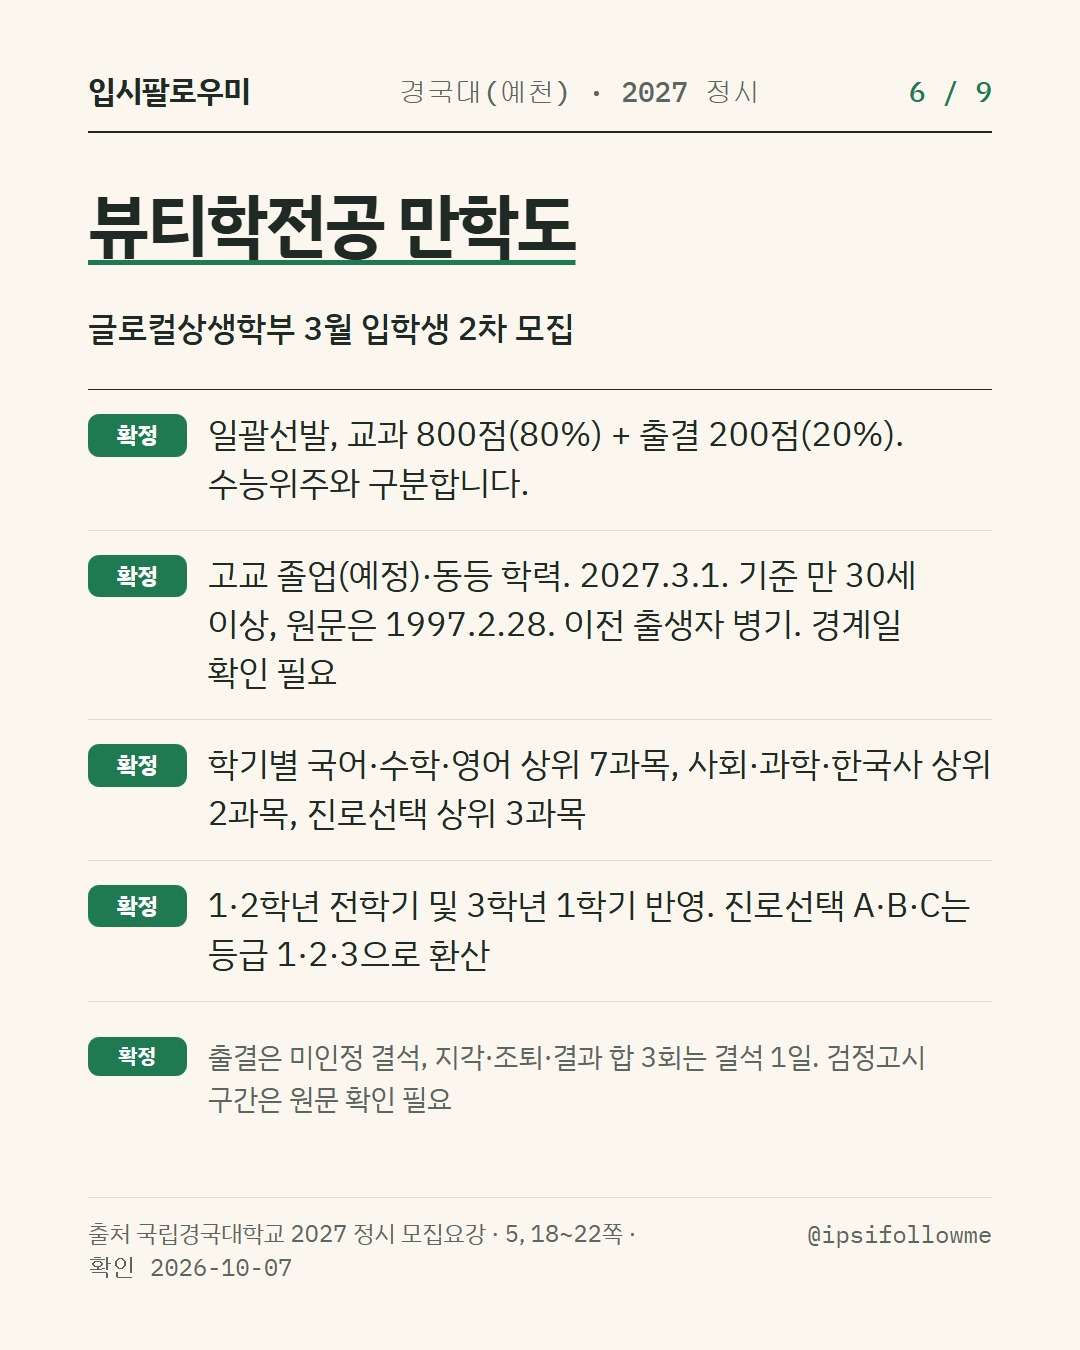 입시팔로우미
경국대(예천) · 2027 정시
6 / 9
뷰티학전공 만학도
글로컬상생학부 3월 입학생 2차 모집
확정
일괄선발, 교과 800점(80%) + 출결 200점(20%).
수능위주와 구분합니다.
확정
고교 졸업(예정)·동등 학력. 2027.3.1. 기준 만 30세
이상, 원문은 1997.2.28. 이전 출생자 병기. 경계일
확인 필요
확정
학기별 국어·수학·영어 상위 7과목, 사회·과학·한국사 상위
2과목, 진로선택 상위 3과목
확정
1·2학년 전학기 및 3학년 1학기 반영. 진로선택 A·B·C는
등급 1·2·3으로 환산
확정
출결은 미인정 결석, 지각·조퇴·결과 합 3회는 결석 1일. 검정고시
구간은 원문 확인 필요
출처 국립경국대학교 2027 정시 모집요강 · 5, 18~22쪽 ·
확인 2026-10-07
@ipsifollowme